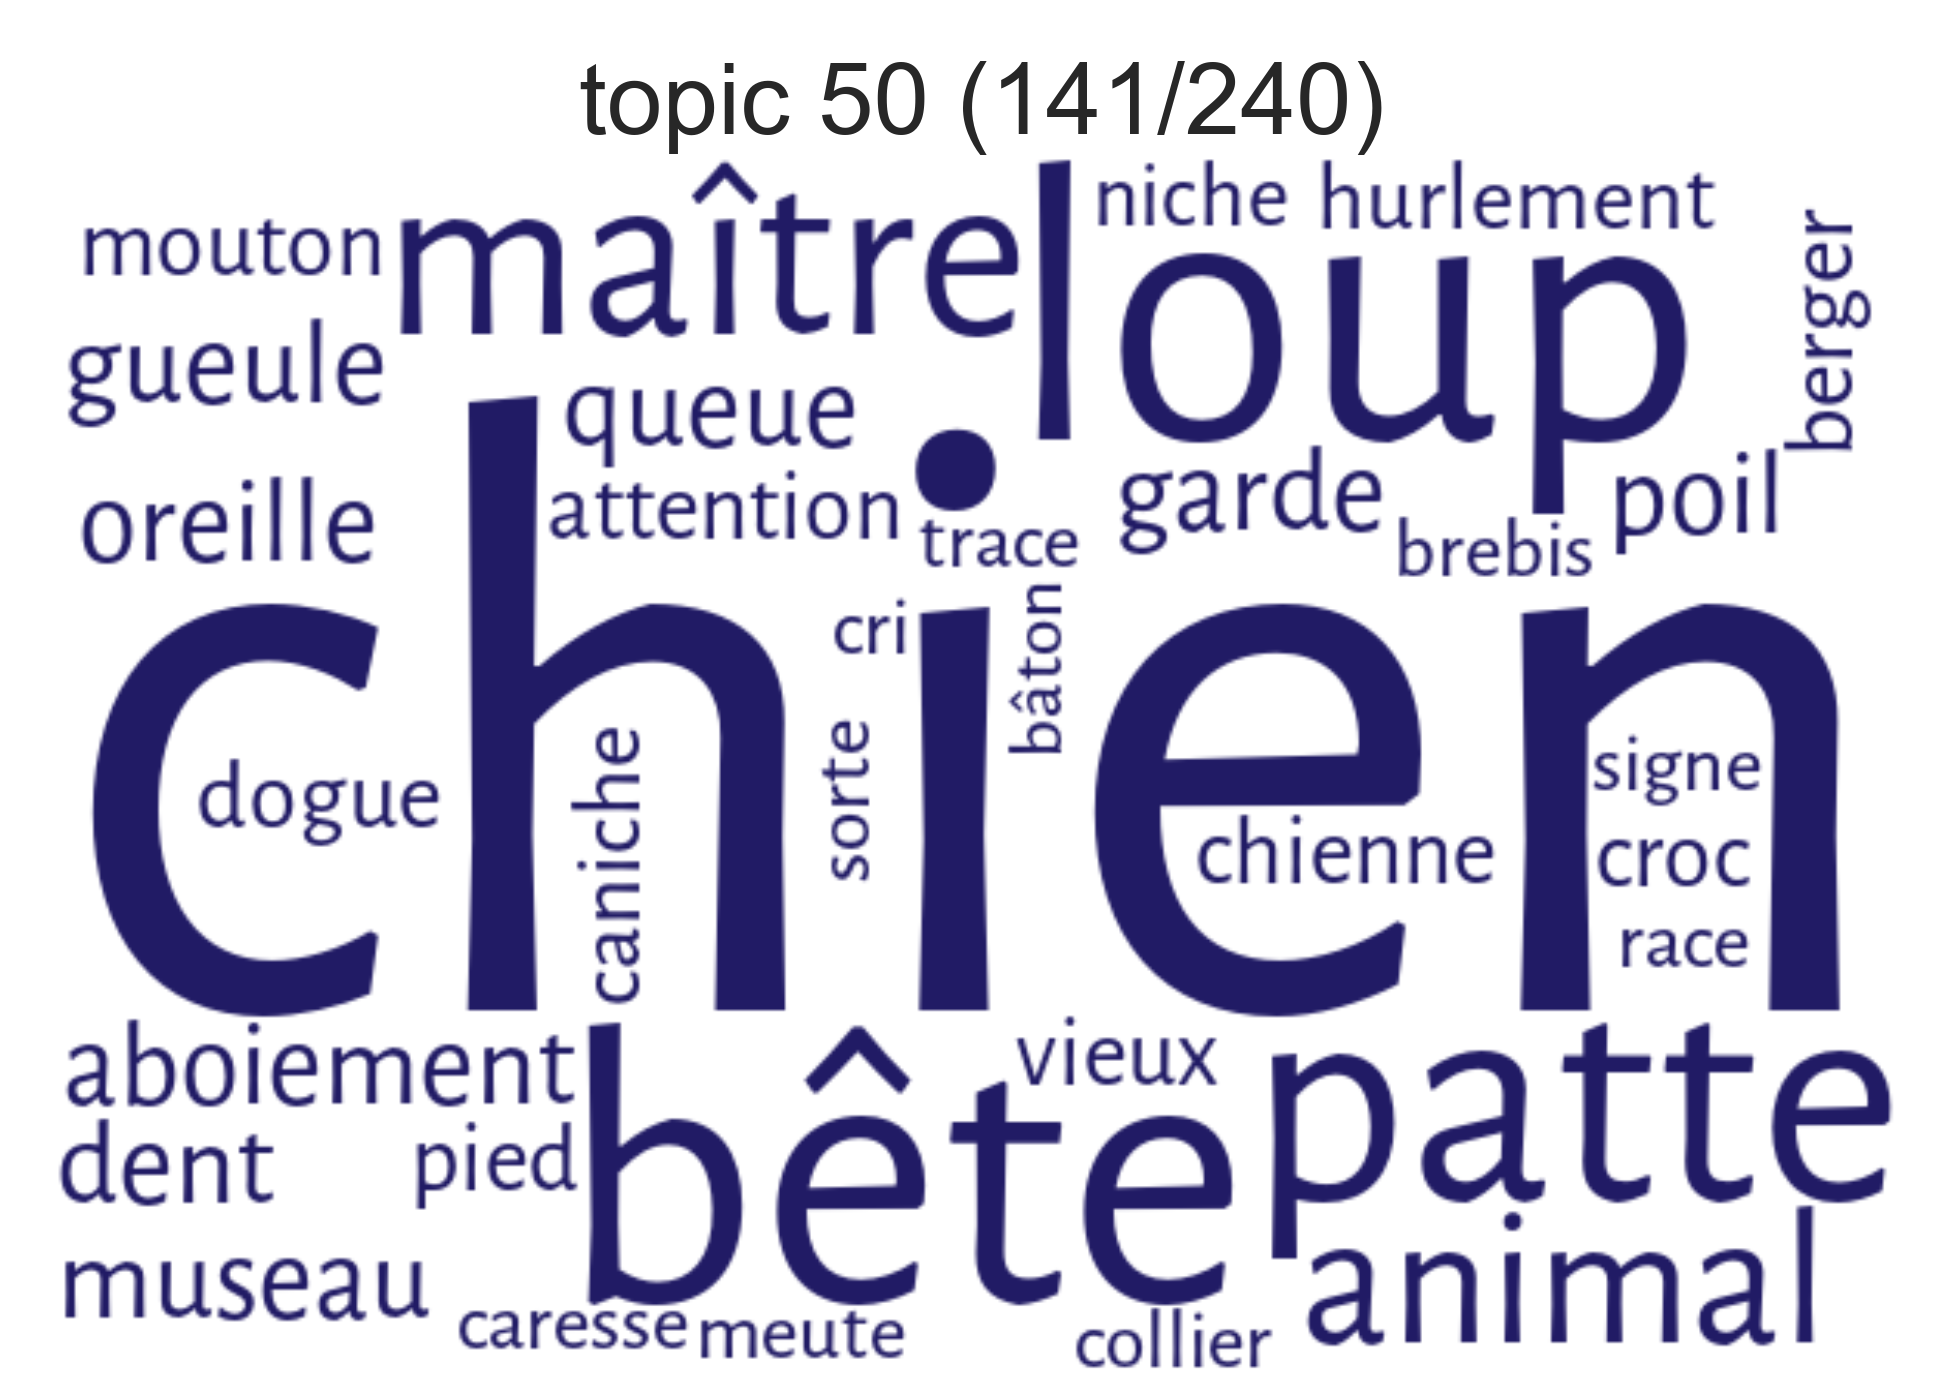 topic 50 (141/240)
niche hurlement
mouton maître loup berger
gueule
queue
oreille attention garde poil
trace brebis
chien
cri bâton
dogue caniche sorte signe
chienne croc
race
aboiement vieux
bête patte
dent pied
museau animal
caresse meute collier